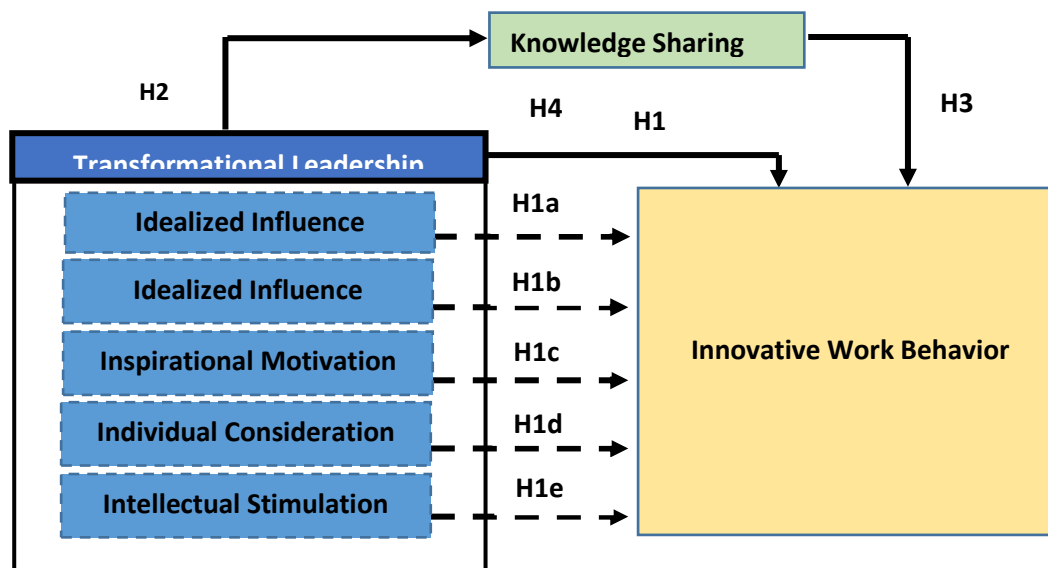 Knowledge Sharing
H2
H4
H1
H3
Transformational Leadership
Idealized Influence
H1a
Idealized Influence
H1b
Inspirational Motivation
H1c
Innovative Work Behavior
Individual Consideration
H1d
Intellectual Stimulation
H1e